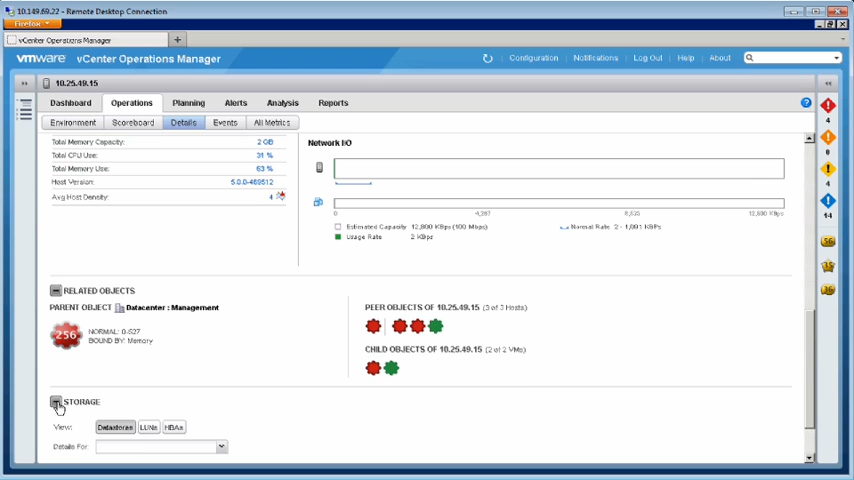 10.149.69.22 - Remote Desktop Connection
Firefox
vCenter Operations Manager
+
vmware vCenter Operations Manager
Configuration Notifications Log Out Help About
10.25.49.15
Dashboard Operations Planning Alerts Analysis Reports
Environment Scoreboard Details Events All Metrics
Total Memory Capacity: 2 GB
Total CPU Use: 31 %
Total Memory Use: 63 %
Host Version: 5.0.0-469512
Avg Host Density: 4
Network I/O
0 4,267 8,533 12,800 KBps
Estimated Capacity 12,800 KBps (100 Mbps)
Normal Rate 2 - 1,091 KBps
Usage Rate 2 KBps
4
8
4
14
56
35
36
RELATED OBJECTS
PARENT OBJECT Datacenter : Management
256
NORMAL: 0-527
BOUND BY: Memory
PEER OBJECTS OF 10.25.49.15 (3 of 3 Hosts)
CHILD OBJECTS OF 10.25.49.15 (2 of 2 VMs)
STORAGE
View: Datastores LUNs HBAs
Details For: